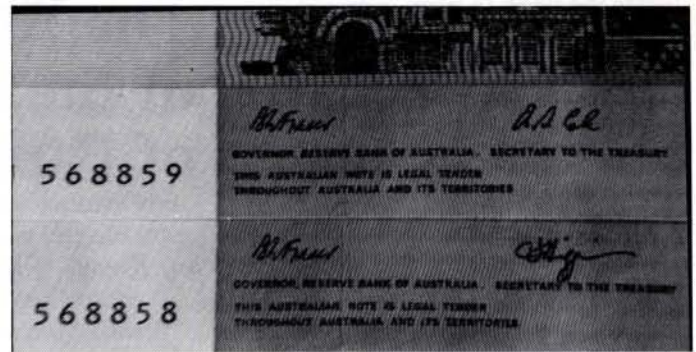 GOVERNOR, RESERVE BANK OF AUSTRALIA. SECRETARY TO THE TREASURY
568859
THIS AUSTRALIAN NOTE IS LEGAL TENDER
THROUGHOUT AUSTRALIA AND ITS TERRITORIES
GOVERNOR, RESERVE BANK OF AUSTRALIA. SECRETARY TO THE TREASURY
568858
THIS AUSTRALIAN NOTE IS LEGAL TENDER
THROUGHOUT AUSTRALIA AND ITS TERRITORIES